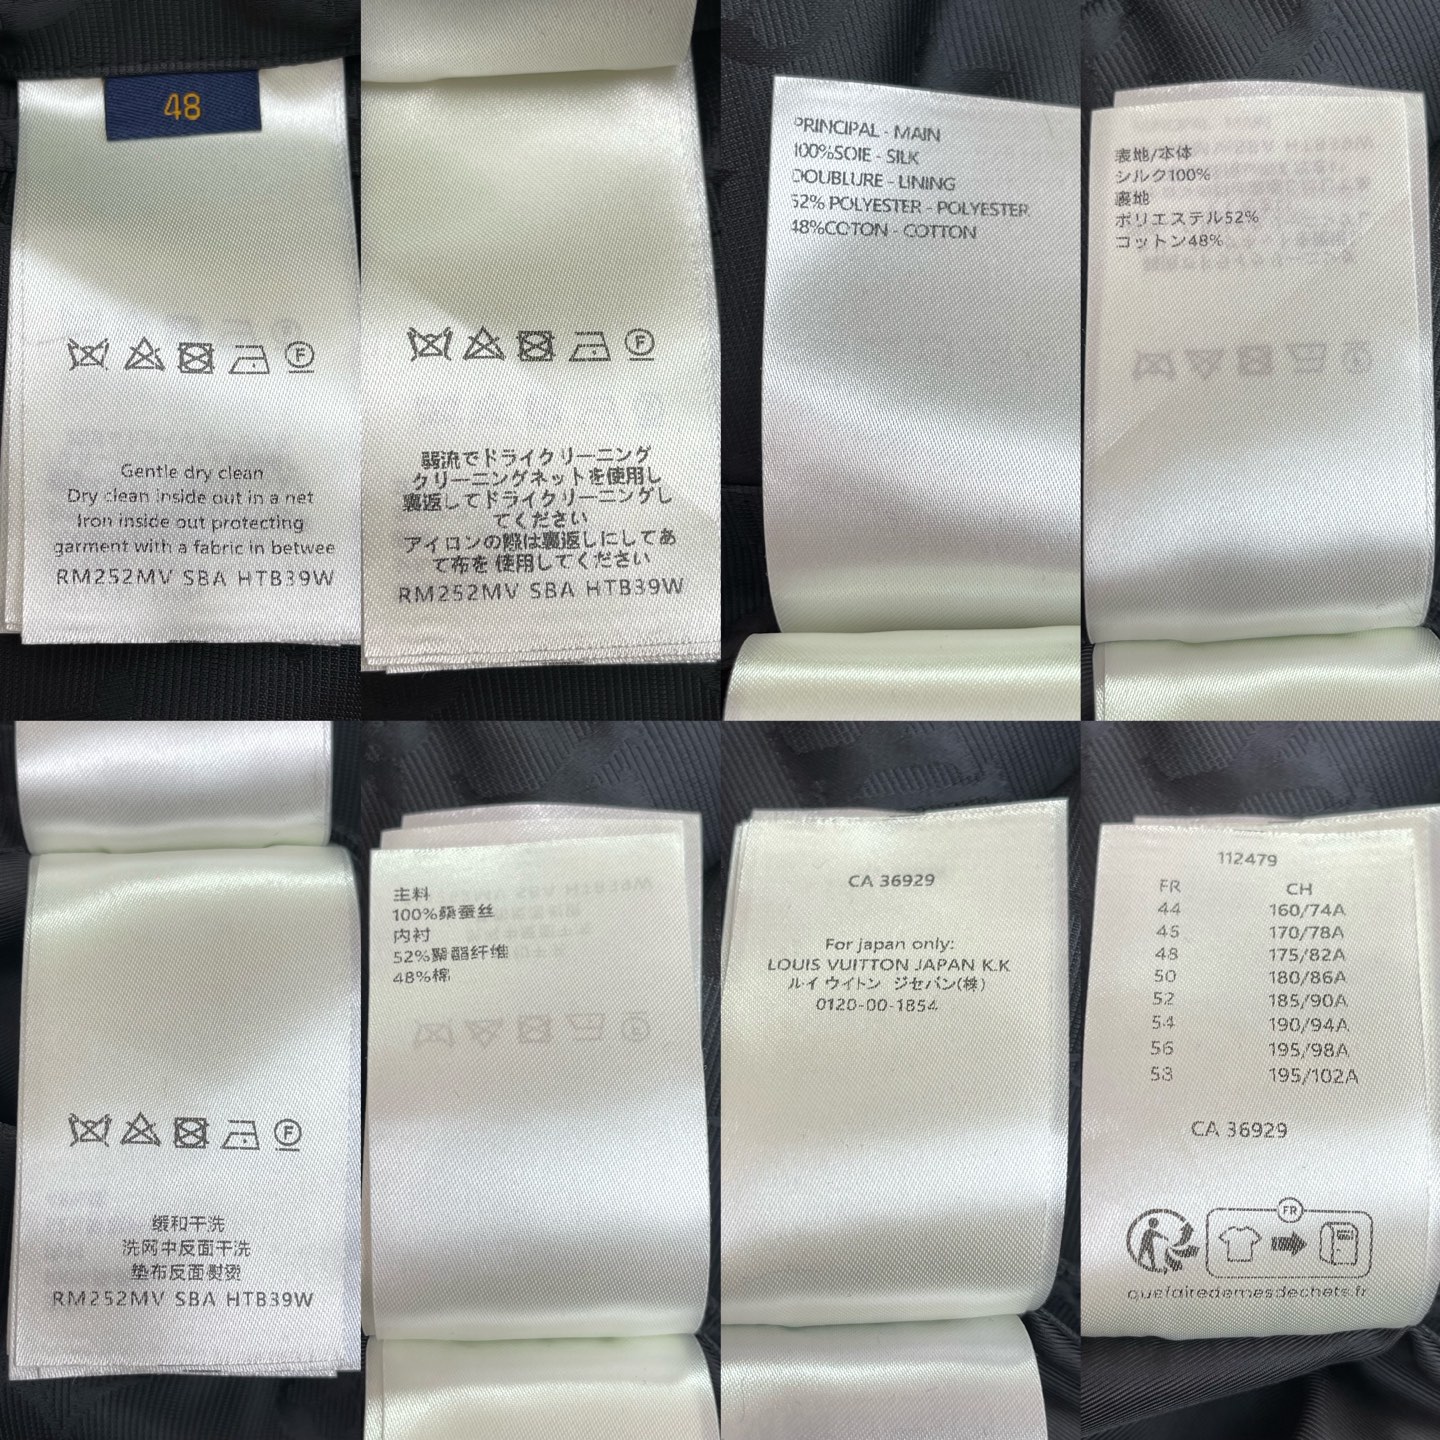 48
F
Gentle dry clean
Dry clean inside out in a net
Iron inside out protecting
garment with a fabric in betwee
RM252MV SBA HTB39W
F
弱流でドライクリーニング
クリーニングネットを使用し
裏返してドライクリーニングし
てください
アイロンの際は裏返しにしてあ
て布を 使用してください
RM252MV SBA HTB39W
PRINCIPAL - MAIN
100%SOIE - SILK
DOUBLURE - LINING
52% POLYESTER - POLYESTER
48%COTON - COTTON
表地/本体
シルク100%
裏地
ポリエステル52%
コットン48%
F
缓和干洗
洗网中反面干洗
垫布反面熨烫
RM252MV SBA HTB39W
主料
100%桑蚕丝
内衬
52%聚酯纤维
48%棉
CA 36929
For japan only:
LOUIS VUITTON JAPAN K.K
ルイ ウイトン ジャパン(株)
0120-00-1854
112479
FR CH
44 160/74A
45 170/78A
48 175/82A
50 180/86A
52 185/90A
54 190/94A
56 195/98A
53 195/102A
CA 36929
FR
quefairedemesdechets.fr